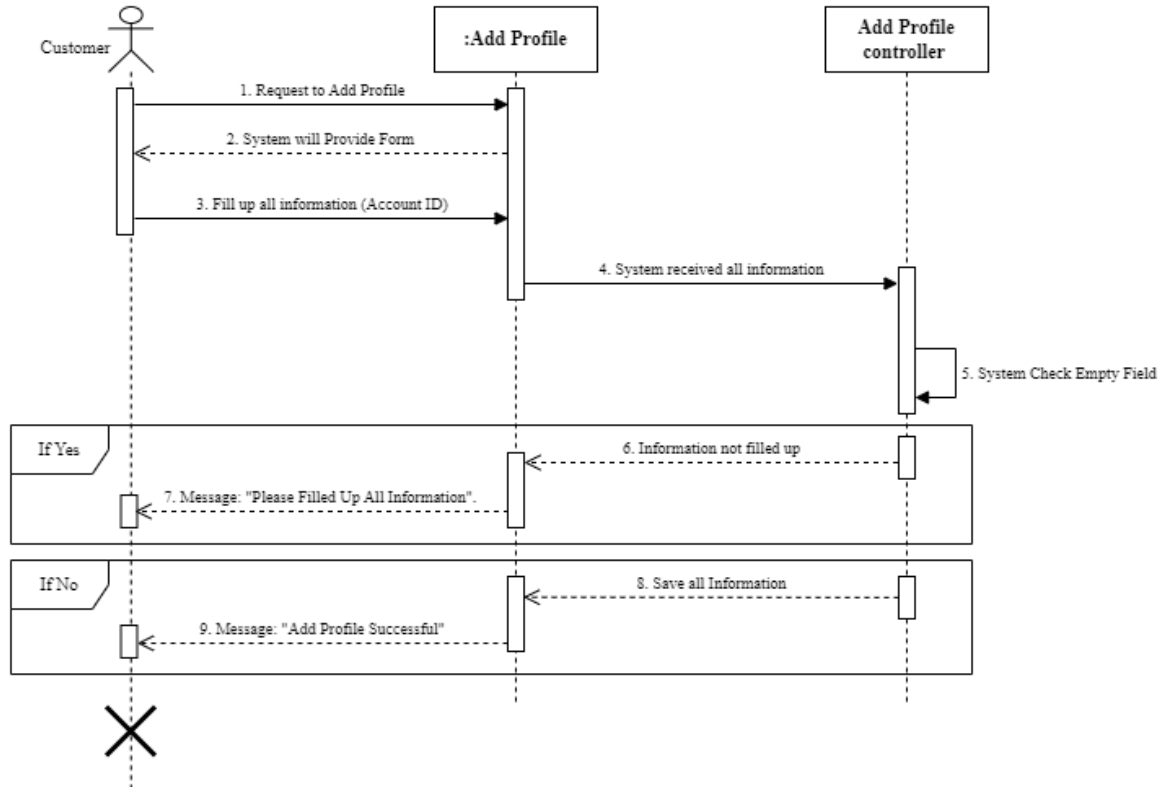 Customer
:Add Profile
Add Profile
controller
1. Request to Add Profile
2. System will Provide Form
3. Fill up all information (Account ID)
4. System received all information
5. System Check Empty Field
If Yes
6. Information not filled up
7. Message: "Please Filled Up All Information".
If No
8. Save all Information
9. Message: "Add Profile Successful"